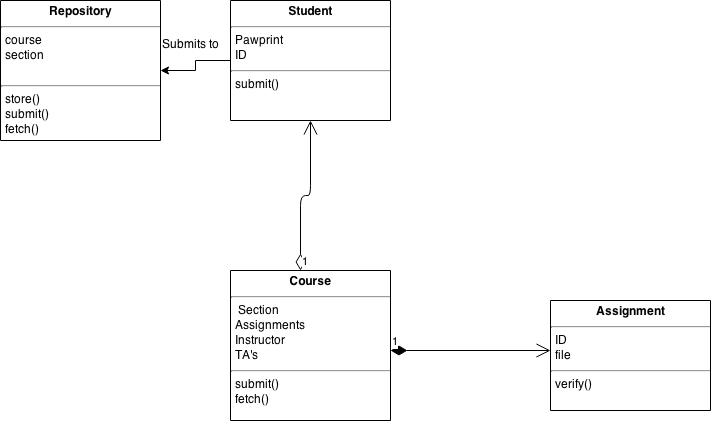 Repository
course
section
store()
submit()
fetch()
Submits to
Student
Pawprint
ID
submit()
1
Course
Section
Assignments
Instructor
TA's
submit()
fetch()
1
Assignment
ID
file
verify()